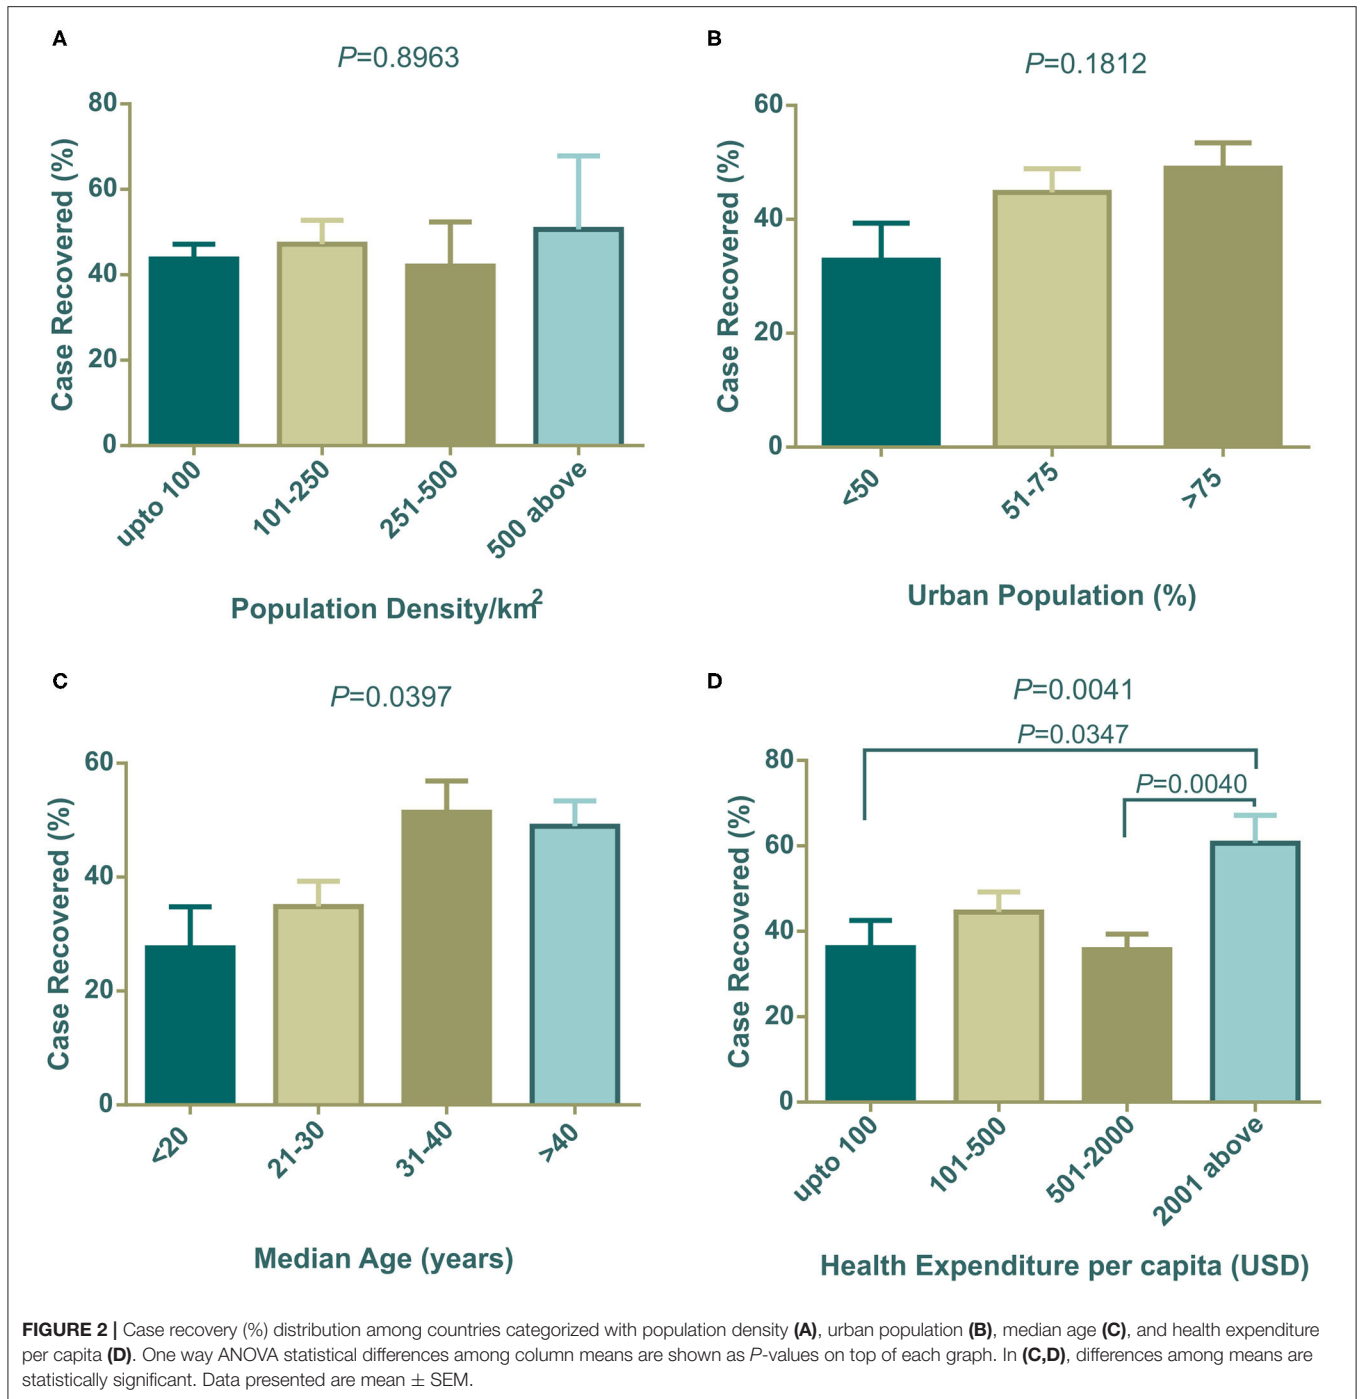 A
P=0.8963
Case Recovered (%)
80
60
40
20
0
upto 100
101-250
251-500
500 above
Population Density/km²
B
P=0.1812
Case Recovered (%)
60
40
20
0
<50
51-75
>75
Urban Population (%)
C
P=0.0397
Case Recovered (%)
60
40
20
0
<20
21-30
31-40
>40
Median Age (years)
D
P=0.0041
P=0.0347
P=0.0040
Case Recovered (%)
80
60
40
20
0
upto 100
101-500
501-2000
2001 above
Health Expenditure per capita (USD)
FIGURE 2 | Case recovery (%) distribution among countries categorized with population density (A), urban population (B), median age (C), and health expenditure
per capita (D). One way ANOVA statistical differences among column means are shown as P-values on top of each graph. In (C,D), differences among means are
statistically significant. Data presented are mean ± SEM.